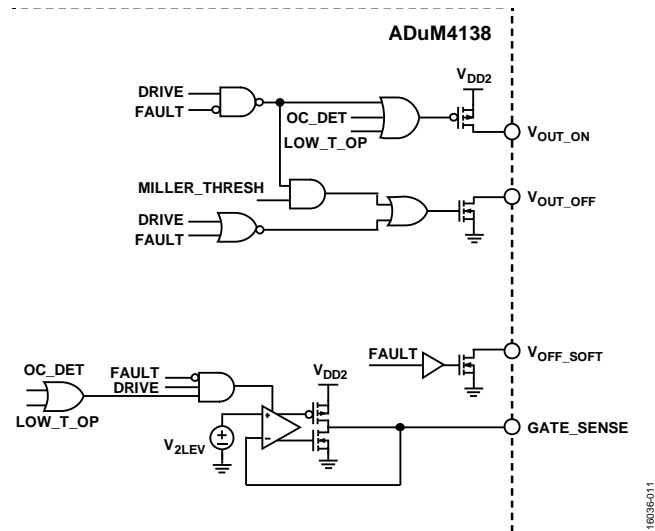 ADuM4138
VDD2
DRIVE
FAULT
OC_DET
LOW_T_OP
VOUT_ON
MILLER_THRESH
VOUT_OFF
DRIVE
FAULT
VOFF_SOFT
FAULT
OC_DET
FAULT
DRIVE
VDD2
LOW_T_OP
+
−
V2LEV
+
−
GATE_SENSE
16036-011